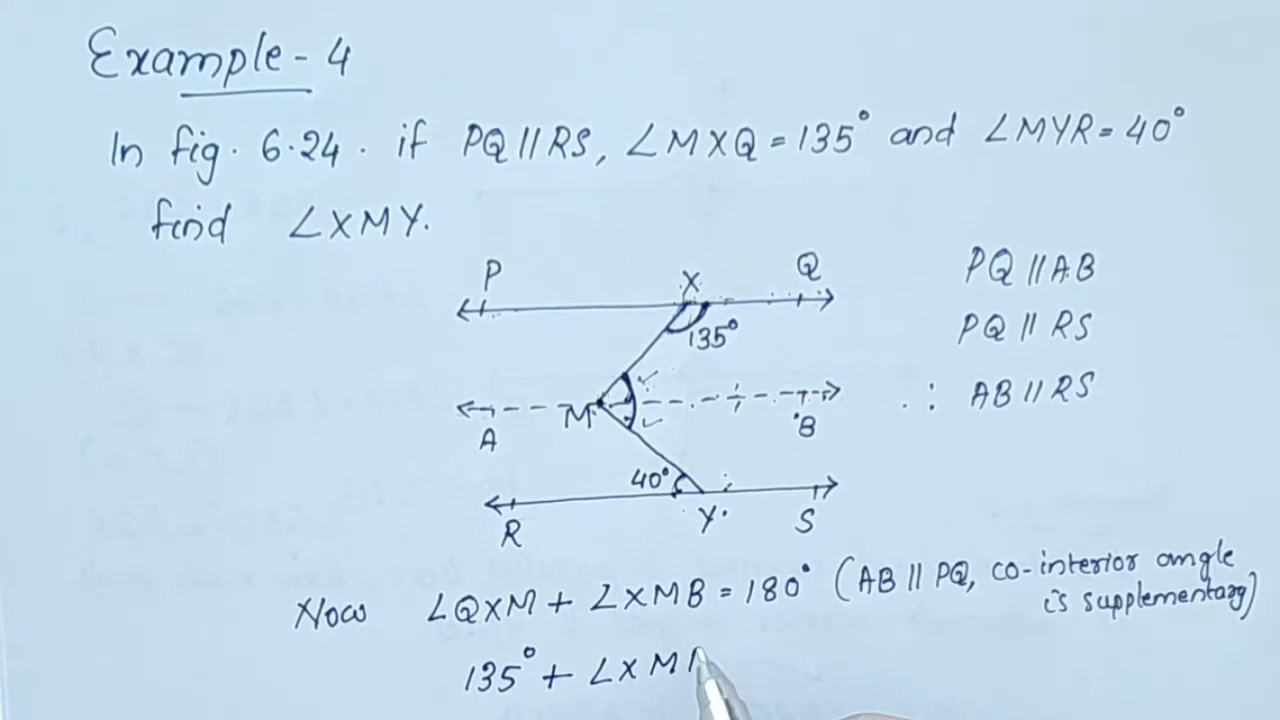 Example - 4
In fig. 6.24. if PQ // RS, ∠MXQ = 135° and ∠MYR = 40°
find ∠XMY.
P X Q
135°
PQ // AB
PQ // RS
∴ AB // RS
A M B
40°
R Y S
Now ∠QXM + ∠XMB = 180° (AB // PQ, co-interior angle
is supplementary)
135° + ∠XM